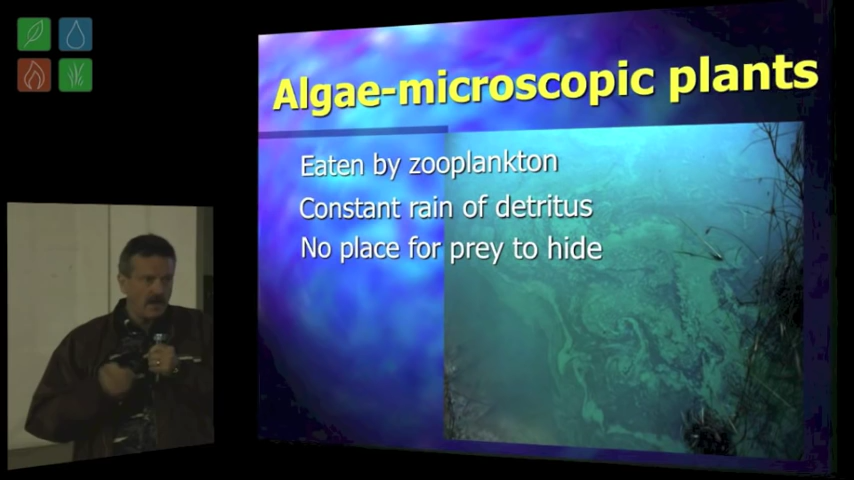 Algae-microscopic plants
Eaten by zooplankton
Constant rain of detritus
No place for prey to hide